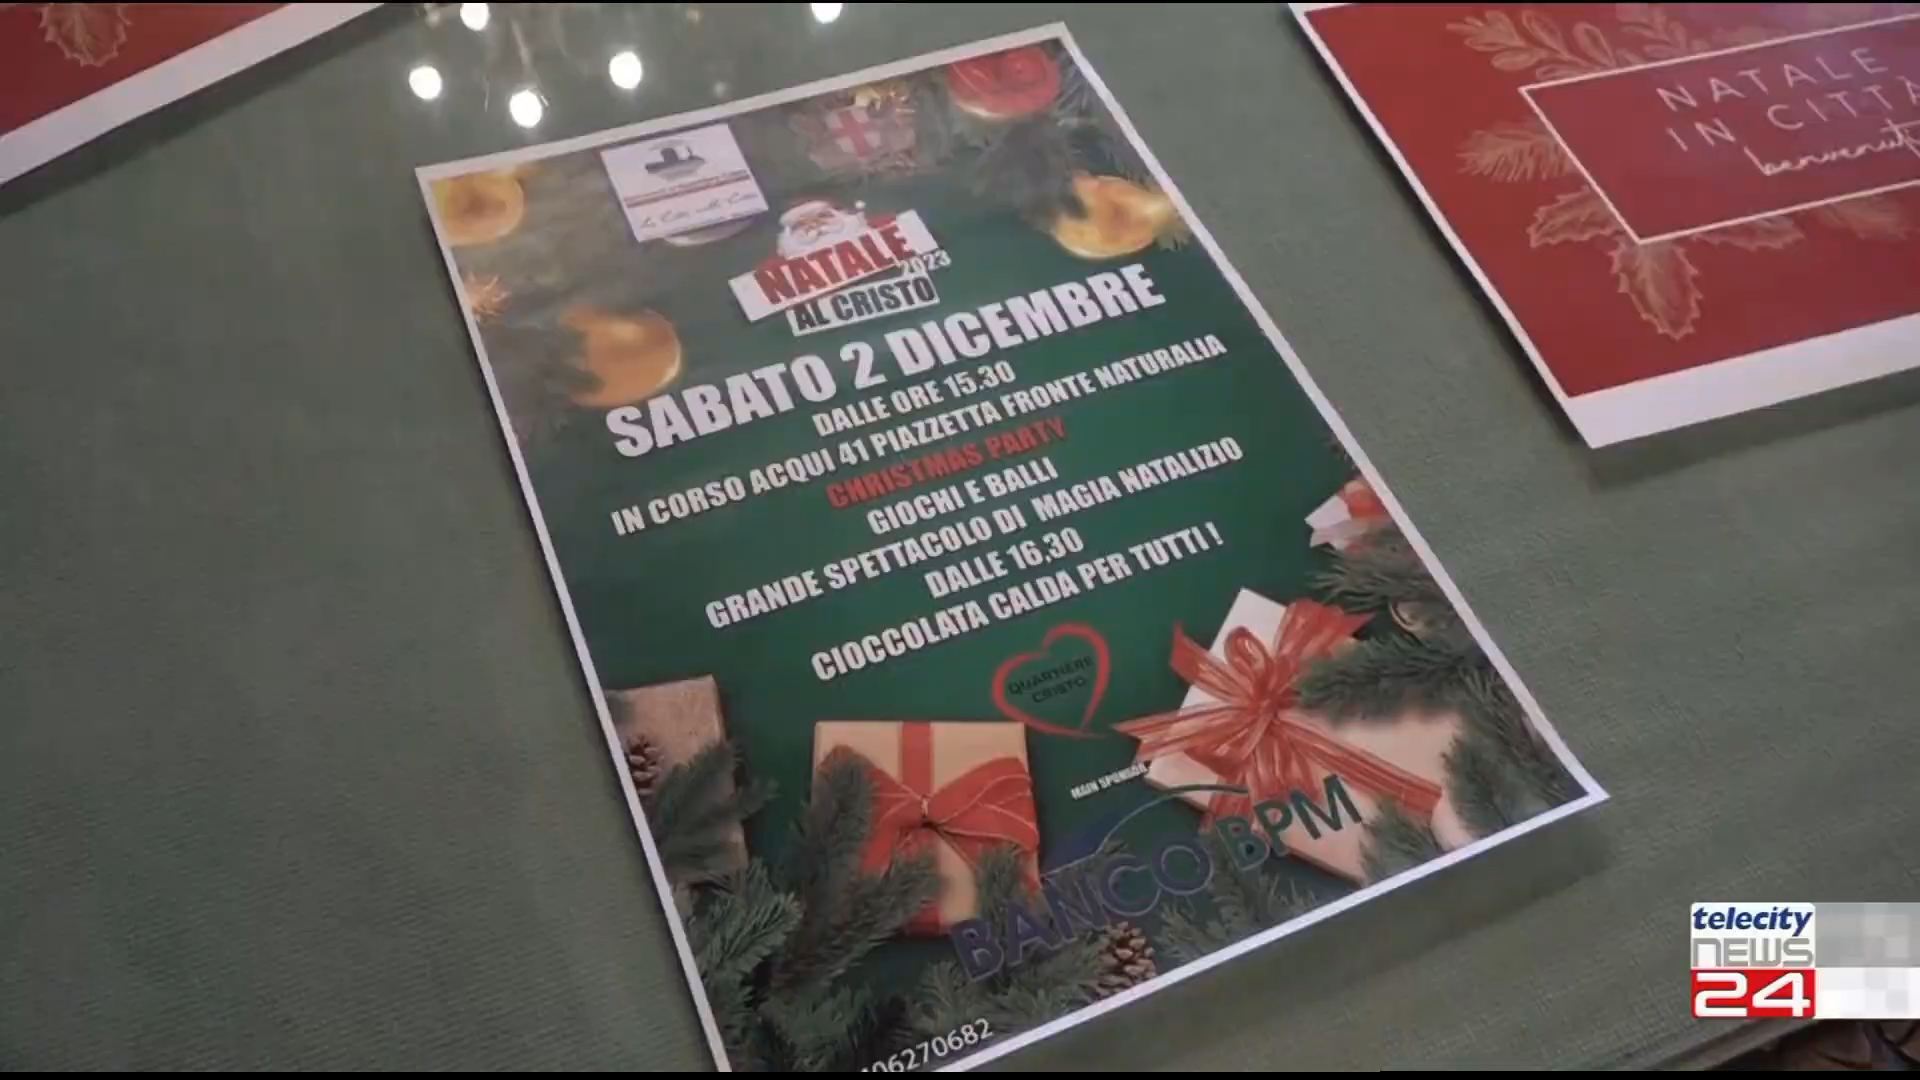 NATALE
2023
AL CRISTO
SABATO 2 DICEMBRE
DALLE ORE 15.30
IN CORSO ACQUI 41 PIAZZETTA FRONTE NATURALIA
CHRISTMAS PARTY
GIOCHI E BALLI
GRANDE SPETTACOLO DI MAGIA NATALIZIO
DALLE 16,30
CIOCCOLATA CALDA PER TUTTI !
QUARTIERE
CRISTO
MAIN SPONSOR
BANCO BPM
06270682
NATALE
IN CITTÀ
telecity
NEWS
24